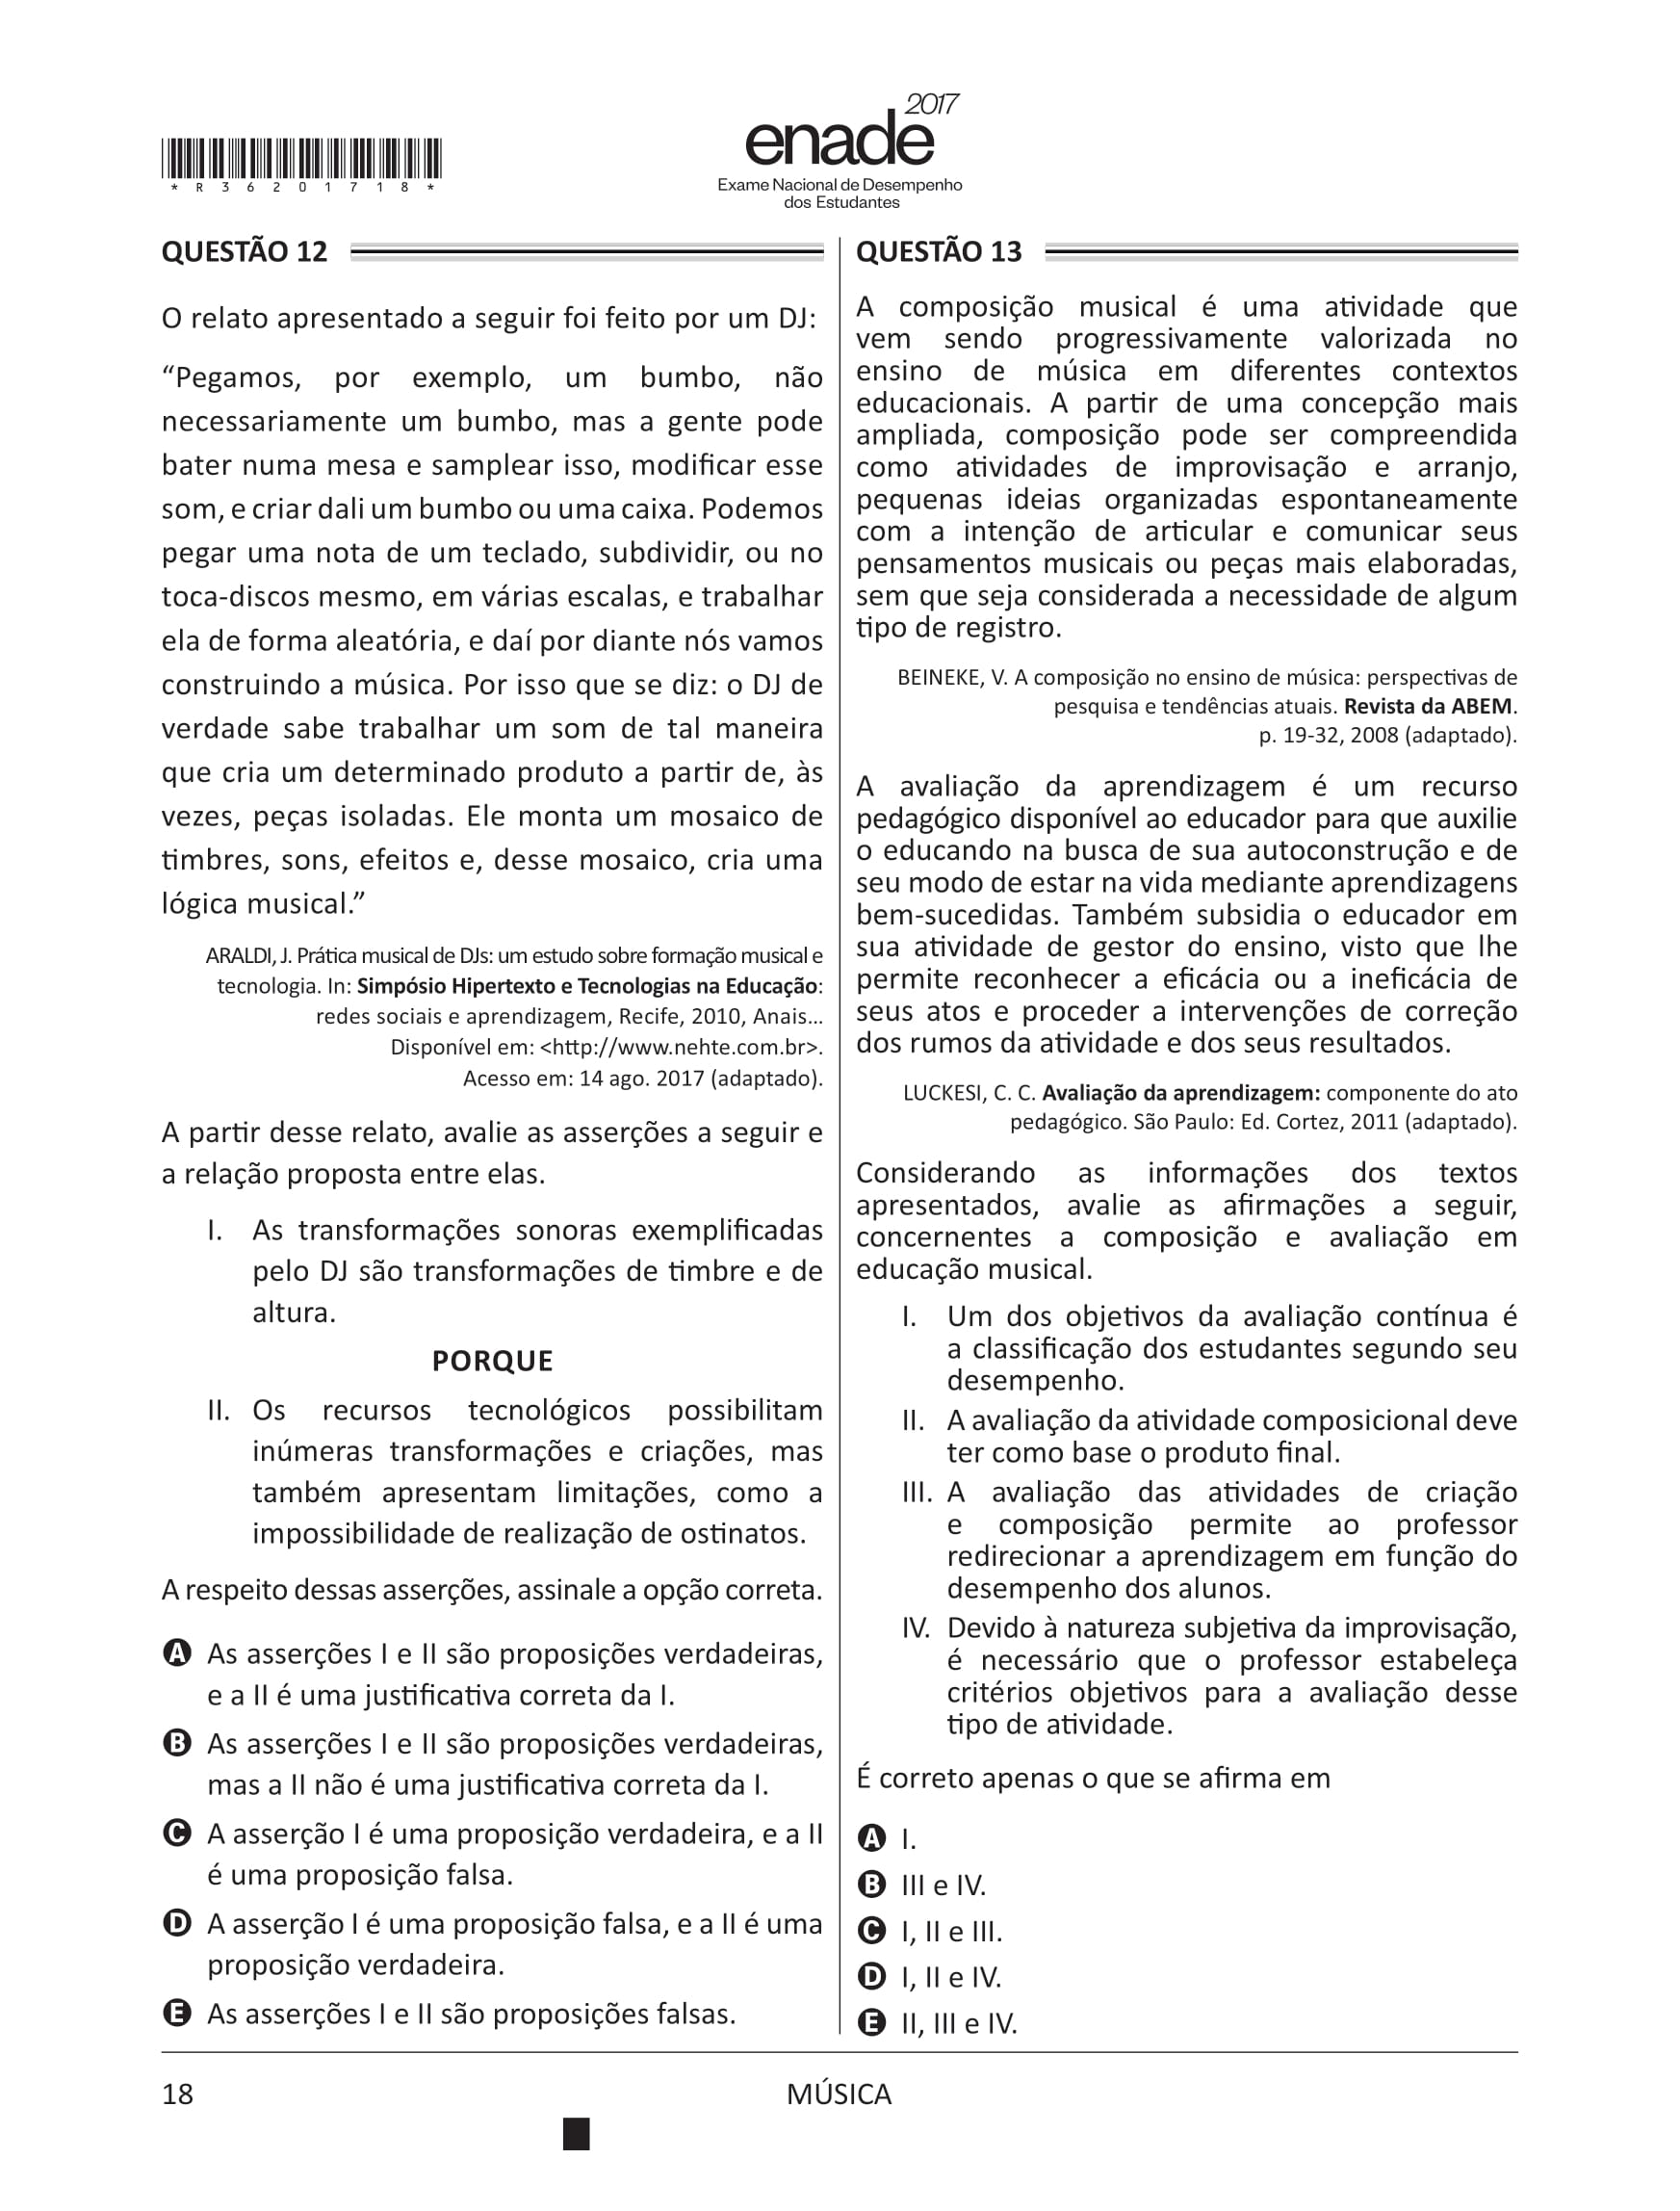 2017
enade
Exame Nacional de Desempenho
dos Estudantes
* R 3 6 2 0 1 7 1 8 *
QUESTÃO 12
O relato apresentado a seguir foi feito por um DJ:
“Pegamos, por exemplo, um bumbo, não
necessariamente um bumbo, mas a gente pode
bater numa mesa e samplear isso, modificar esse
som, e criar dali um bumbo ou uma caixa. Podemos
pegar uma nota de um teclado, subdividir, ou no
toca-discos mesmo, em várias escalas, e trabalhar
ela de forma aleatória, e daí por diante nós vamos
construindo a música. Por isso que se diz: o DJ de
verdade sabe trabalhar um som de tal maneira
que cria um determinado produto a partir de, às
vezes, peças isoladas. Ele monta um mosaico de
timbres, sons, efeitos e, desse mosaico, cria uma
lógica musical.”
ARALDI, J. Prática musical de DJs: um estudo sobre formação musical e
tecnologia. In: Simpósio Hipertexto e Tecnologias na Educação:
redes sociais e aprendizagem, Recife, 2010, Anais...
Disponível em: <http://www.nehte.com.br>.
Acesso em: 14 ago. 2017 (adaptado).
A partir desse relato, avalie as asserções a seguir e
a relação proposta entre elas.
I. As transformações sonoras exemplificadas
pelo DJ são transformações de timbre e de
altura.
PORQUE
II. Os recursos tecnológicos possibilitam
inúmeras transformações e criações, mas
também apresentam limitações, como a
impossibilidade de realização de ostinatos.
A respeito dessas asserções, assinale a opção correta.
A As asserções I e II são proposições verdadeiras,
e a II é uma justificativa correta da I.
B As asserções I e II são proposições verdadeiras,
mas a II não é uma justificativa correta da I.
C A asserção I é uma proposição verdadeira, e a II
é uma proposição falsa.
D A asserção I é uma proposição falsa, e a II é uma
proposição verdadeira.
E As asserções I e II são proposições falsas.
QUESTÃO 13
A composição musical é uma atividade que
vem sendo progressivamente valorizada no
ensino de música em diferentes contextos
educacionais. A partir de uma concepção mais
ampliada, composição pode ser compreendida
como atividades de improvisação e arranjo,
pequenas ideias organizadas espontaneamente
com a intenção de articular e comunicar seus
pensamentos musicais ou peças mais elaboradas,
sem que seja considerada a necessidade de algum
tipo de registro.
BEINEKE, V. A composição no ensino de música: perspectivas de
pesquisa e tendências atuais. Revista da ABEM.
p. 19-32, 2008 (adaptado).
A avaliação da aprendizagem é um recurso
pedagógico disponível ao educador para que auxilie
o educando na busca de sua autoconstrução e de
seu modo de estar na vida mediante aprendizagens
bem-sucedidas. Também subsidia o educador em
sua atividade de gestor do ensino, visto que lhe
permite reconhecer a eficácia ou a ineficácia de
seus atos e proceder a intervenções de correção
dos rumos da atividade e dos seus resultados.
LUCKESI, C. C. Avaliação da aprendizagem: componente do ato
pedagógico. São Paulo: Ed. Cortez, 2011 (adaptado).
Considerando as informações dos textos
apresentados, avalie as afirmações a seguir,
concernentes a composição e avaliação em
educação musical.
I. Um dos objetivos da avaliação contínua é
a classificação dos estudantes segundo seu
desempenho.
II. A avaliação da atividade composicional deve
ter como base o produto final.
III. A avaliação das atividades de criação
e composição permite ao professor
redirecionar a aprendizagem em função do
desempenho dos alunos.
IV. Devido à natureza subjetiva da improvisação,
é necessário que o professor estabeleça
critérios objetivos para a avaliação desse
tipo de atividade.
É correto apenas o que se afirma em
A I.
B III e IV.
C I, II e III.
D I, II e IV.
E II, III e IV.
18
MÚSICA